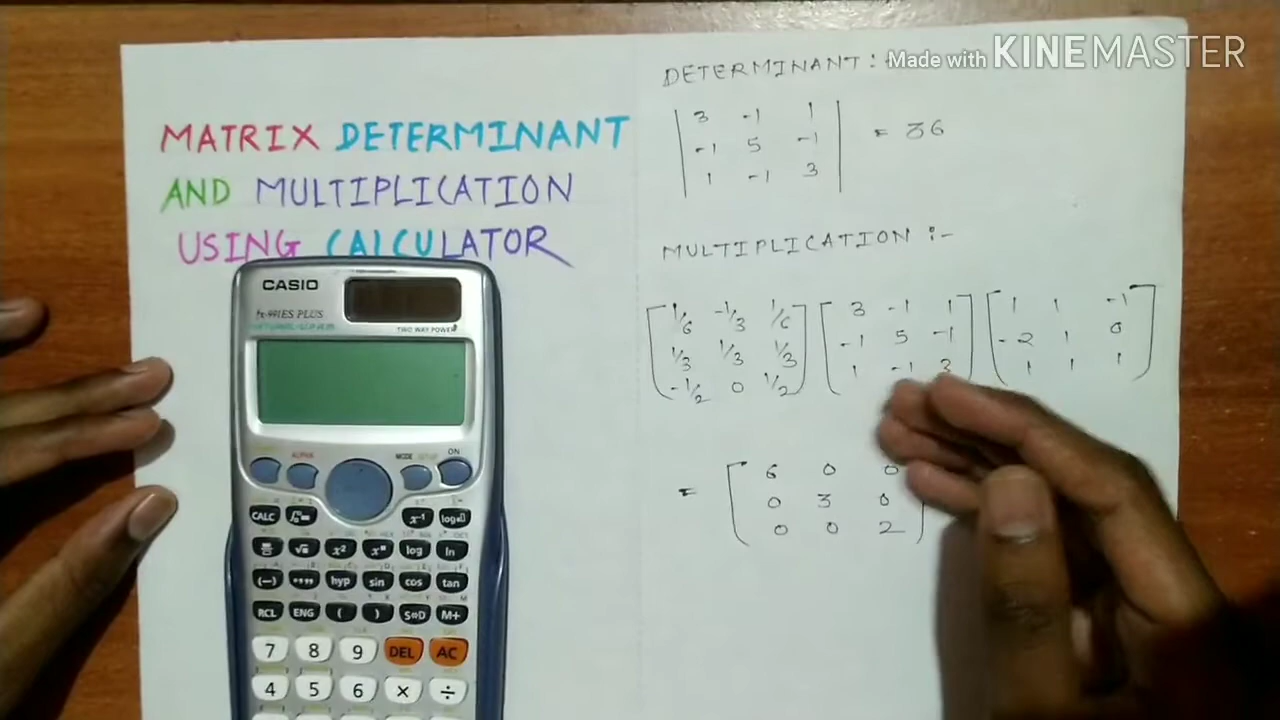 Made with KINEMASTER
MATRIX DETERMINANT
AND MULTIPLICATION
USING CALCULATOR
DETERMINANT :
3 -1 1
-1 5 -1 = 36
1 -1 3
MULTIPLICATION :-
1/6 -1/3 1/6 3 -1 1 1 1 -1
1/3 1/3 1/3 -1 5 -1 -2 1 0
-1/2 0 1/2 1 -1 3 1 1 1
6 0 0
= 0 3 0
0 0 2
CASIO
fx-991ES PLUS
TWO WAY POWER
ALPHA MODE SETUP ON
CALC x⁻¹ log
x² log ln
(−) hyp sin cos tan
RCL ENG ( ) S⇔D M+
7 8 9 DEL AC
4 5 6 × ÷